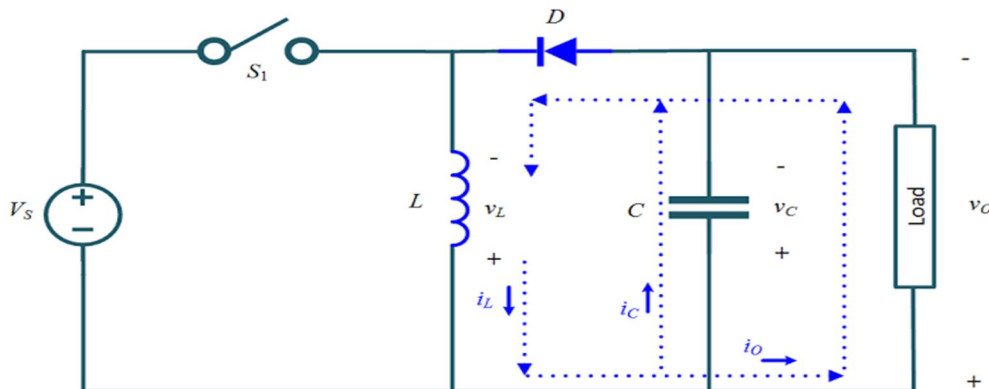 D
S1
-
-
-
VS
+
−
L
vL
C
vC
Load
vO
+
+
iL
iC
iO
+